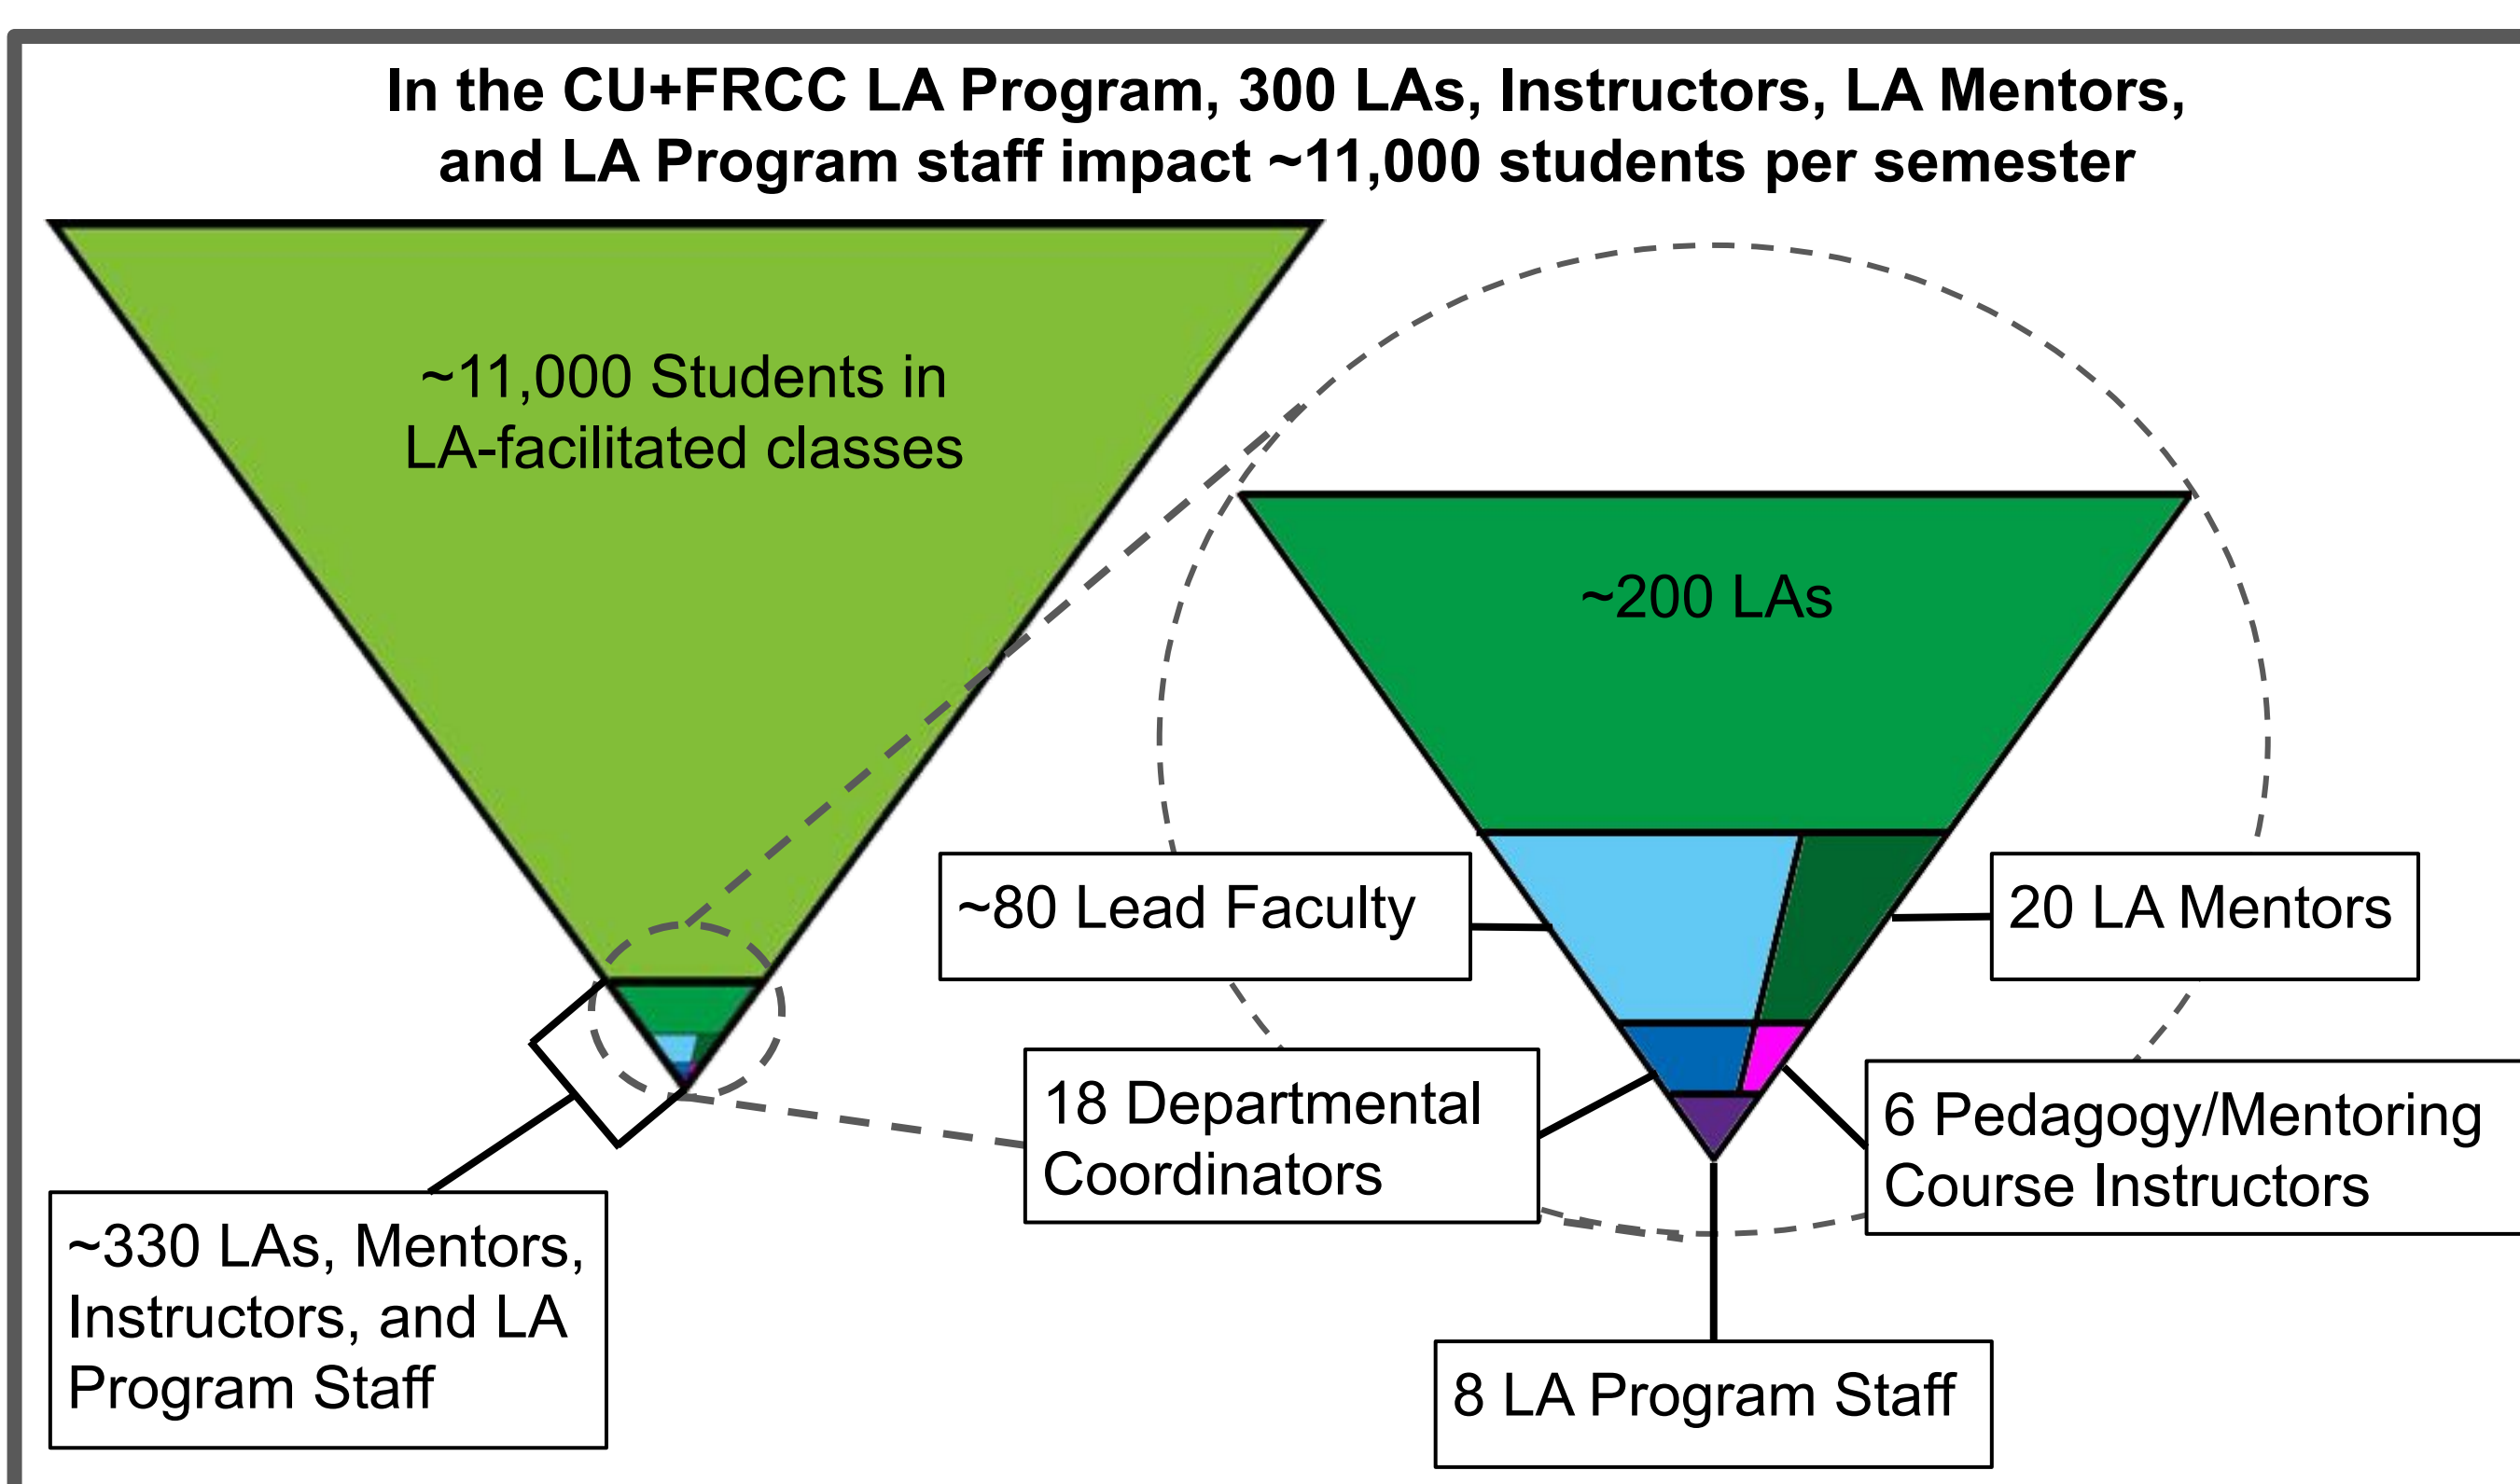 In the CU+FRCC LA Program, 300 LAs, Instructors, LA Mentors,
and LA Program staff impact ~11,000 students per semester
~11,000 Students in
LA-facilitated classes
~200 LAs
~80 Lead Faculty
20 LA Mentors
18 Departmental
Coordinators
6 Pedagogy/Mentoring
Course Instructors
~330 LAs, Mentors,
Instructors, and LA
Program Staff
8 LA Program Staff